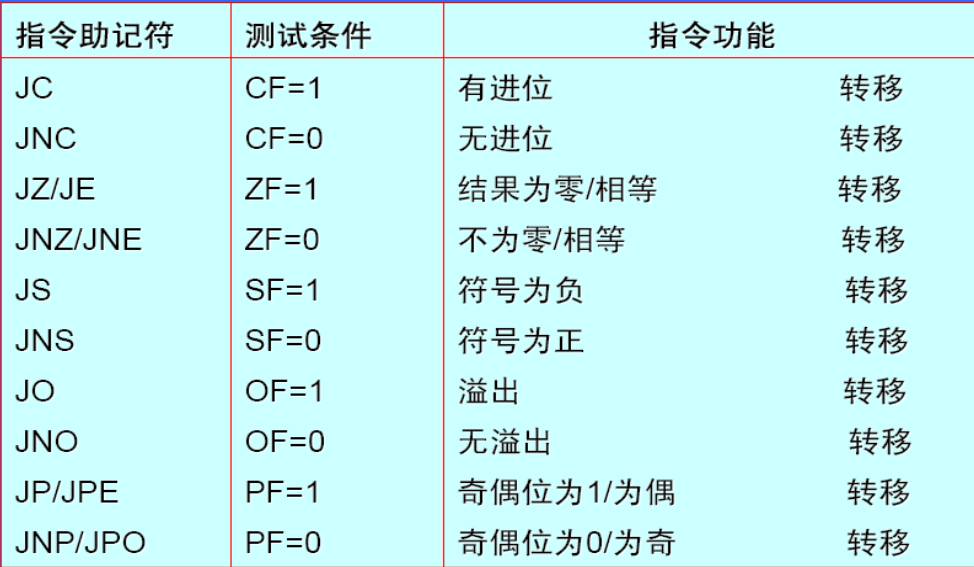 指令助记符 测试条件 指令功能
JC CF=1 有进位 转移
JNC CF=0 无进位 转移
JZ/JE ZF=1 结果为零/相等 转移
JNZ/JNE ZF=0 不为零/相等 转移
JS SF=1 符号为负 转移
JNS SF=0 符号为正 转移
JO OF=1 溢出 转移
JNO OF=0 无溢出 转移
JP/JPE PF=1 奇偶位为1/为偶 转移
JNP/JPO PF=0 奇偶位为0/为奇 转移